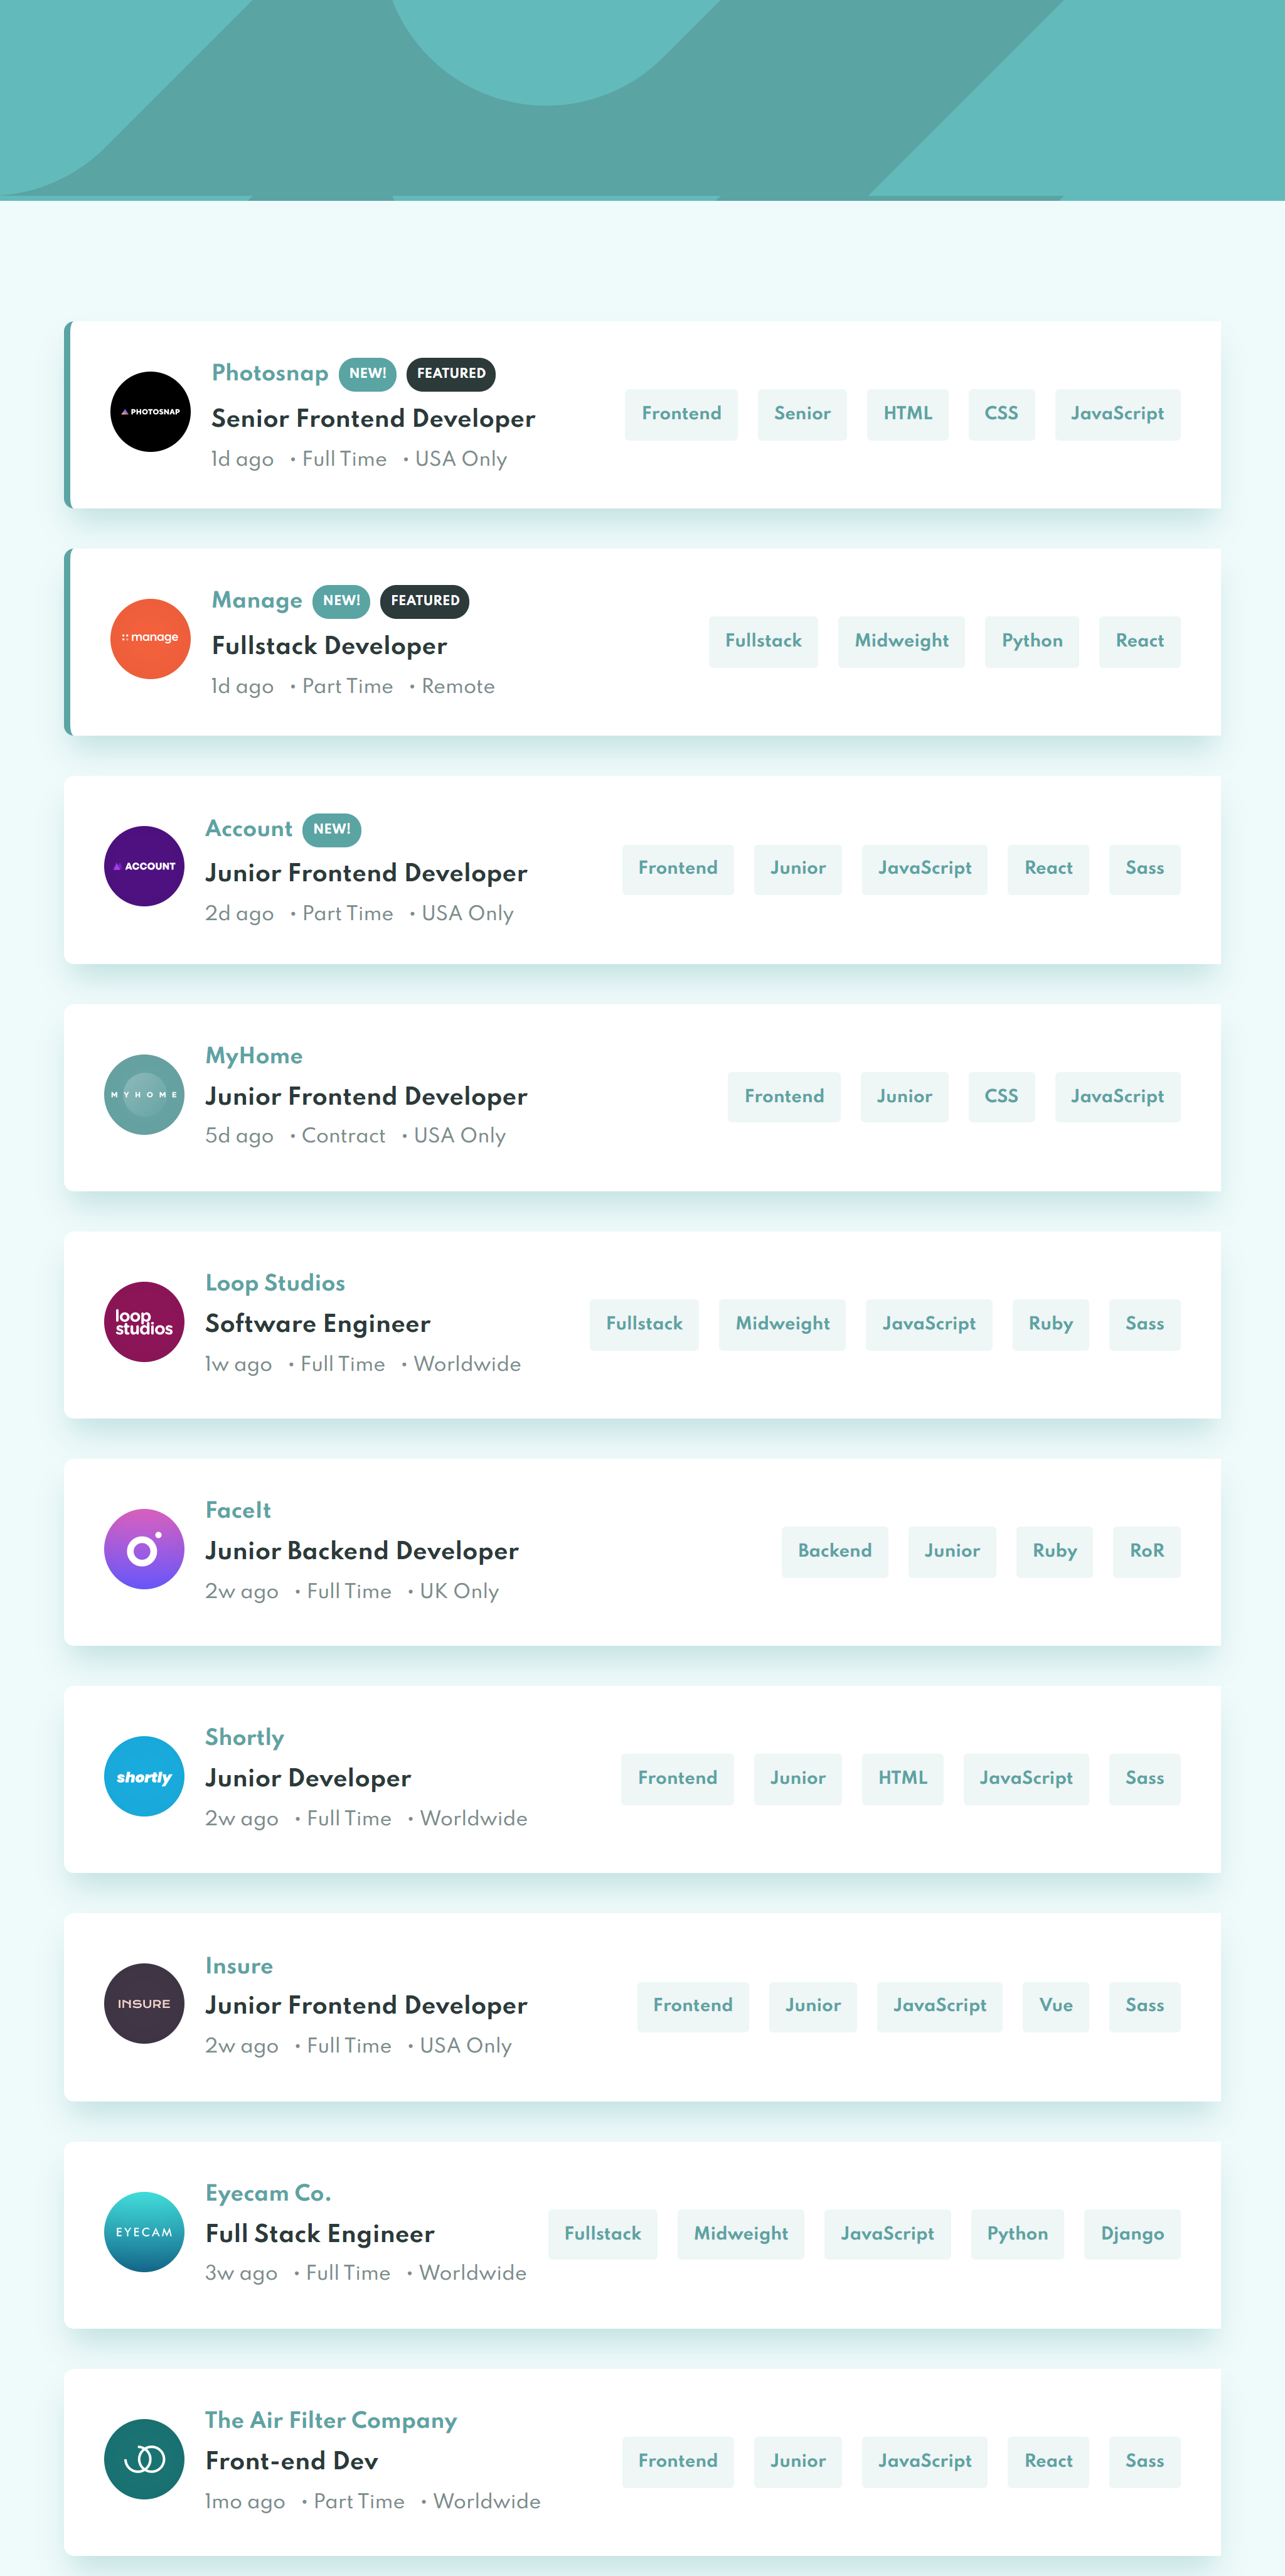 PHOTOSNAP
Photosnap NEW! FEATURED
Senior Frontend Developer
1d ago • Full Time • USA Only
Frontend Senior HTML CSS JavaScript
manage
Manage NEW! FEATURED
Fullstack Developer
1d ago • Part Time • Remote
Fullstack Midweight Python React
ACCOUNT
Account NEW!
Junior Frontend Developer
2d ago • Part Time • USA Only
Frontend Junior JavaScript React Sass
MYHOME
MyHome
Junior Frontend Developer
5d ago • Contract • USA Only
Frontend Junior CSS JavaScript
loop
studios
Loop Studios
Software Engineer
1w ago • Full Time • Worldwide
Fullstack Midweight JavaScript Ruby Sass
FaceIt
Junior Backend Developer
2w ago • Full Time • UK Only
Backend Junior Ruby RoR
shortly
Shortly
Junior Developer
2w ago • Full Time • Worldwide
Frontend Junior HTML JavaScript Sass
INSURE
Insure
Junior Frontend Developer
2w ago • Full Time • USA Only
Frontend Junior JavaScript Vue Sass
EYECAM
Eyecam Co.
Full Stack Engineer
3w ago • Full Time • Worldwide
Fullstack Midweight JavaScript Python Django
The Air Filter Company
Front-end Dev
1mo ago • Part Time • Worldwide
Frontend Junior JavaScript React Sass